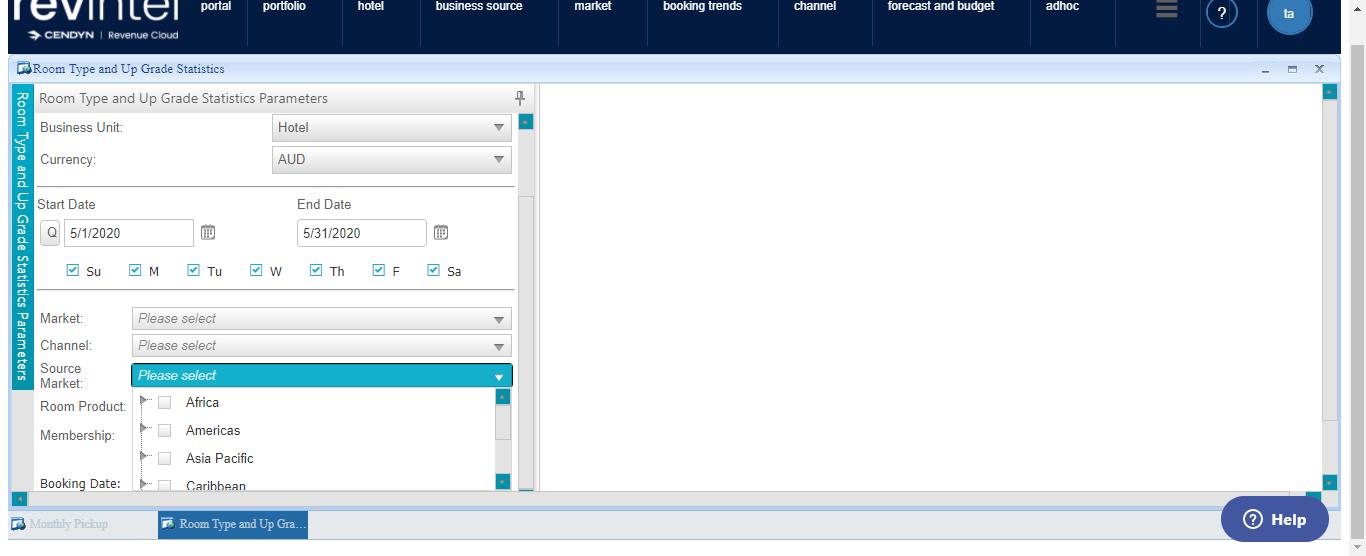 revintel
portal portfolio hotel business source market booking trends channel forecast and budget adhoc
? ta
CENDYN | Revenue Cloud
Room Type and Up Grade Statistics
Room Type and Up Grade Statistics Parameters
Room Type and Up Grade Statistics Parameters
Business Unit: Hotel
Currency: AUD
Start Date End Date
Q 5/1/2020 5/31/2020
Su M Tu W Th F Sa
Market: Please select
Channel: Please select
Source
Market: Please select
Room Product: Africa
Membership: Americas
Asia Pacific
Booking Date: Caribbean
Monthly Pickup Room Type and Up Gra...
? Help